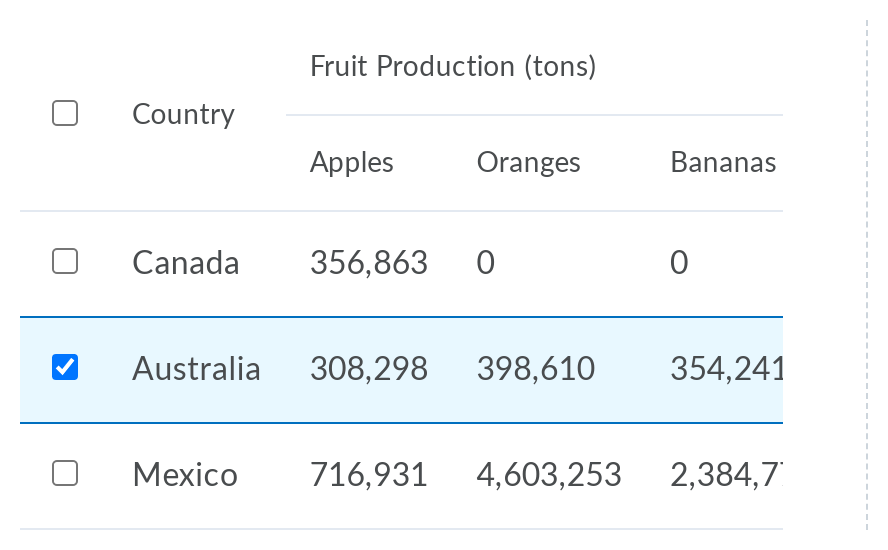 Fruit Production (tons)
Country
Apples Oranges Bananas
Canada 356,863 0 0
Australia 308,298 398,610 354,241
Mexico 716,931 4,603,253